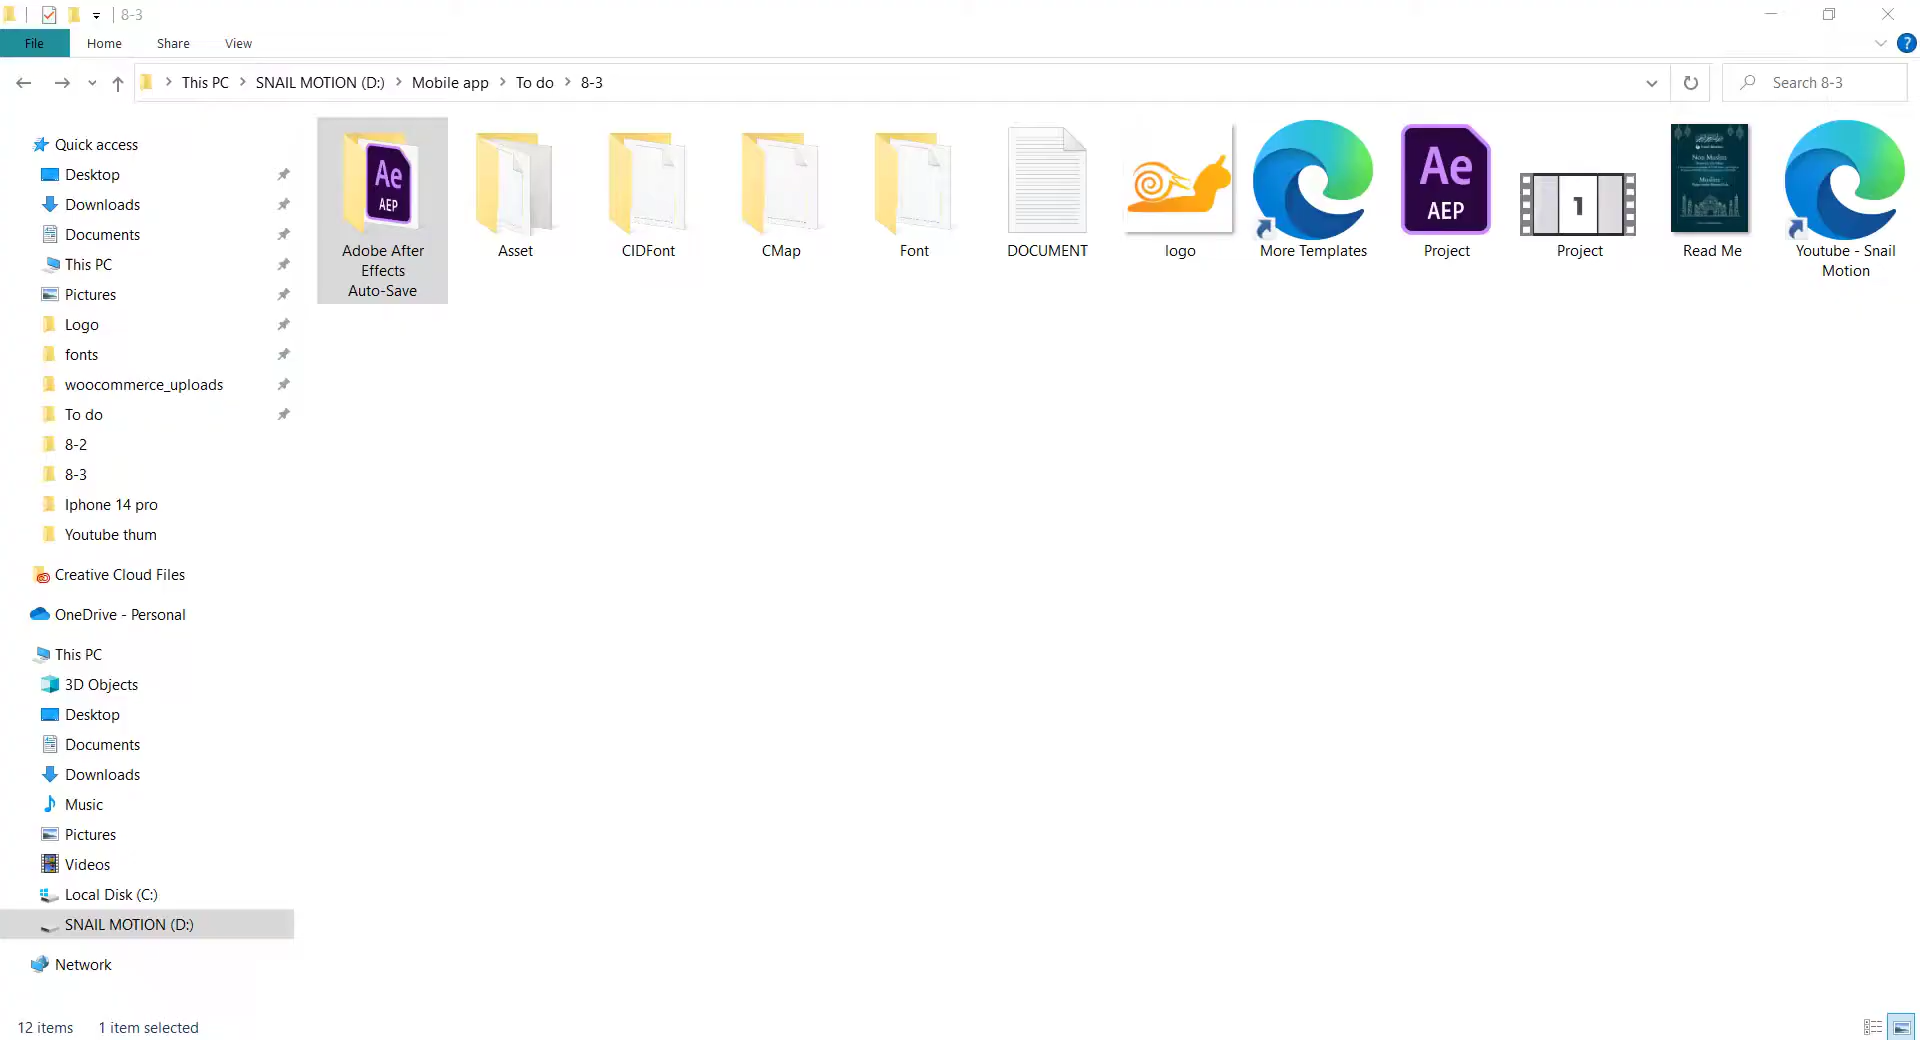 8-3
File Home Share View
This PC SNAIL MOTION (D:) Mobile app To do 8-3
Search 8-3
Quick access
Desktop
Downloads
Documents
This PC
Pictures
Logo
fonts
woocommerce_uploads
To do
8-2
8-3
Iphone 14 pro
Youtube thum
Creative Cloud Files
OneDrive - Personal
This PC
3D Objects
Desktop
Documents
Downloads
Music
Pictures
Videos
Local Disk (C:)
SNAIL MOTION (D:)
Network
Ae
AEP
Adobe After
Effects
Auto-Save
Asset
CIDFont
CMap
Font
DOCUMENT
logo
More Templates
Ae
AEP
Project
1
Project
Non Muslim
Muslim
Read Me
Youtube - Snail
Motion
12 items 1 item selected